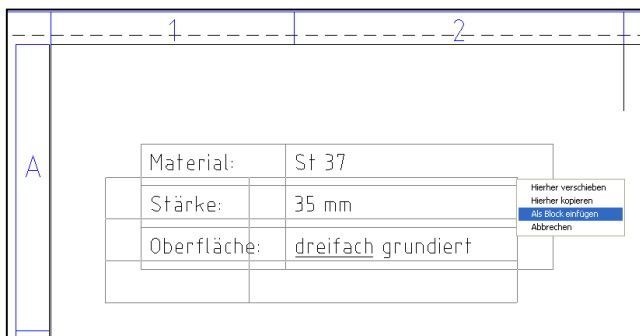 1 2
A
Material: St 37
Stärke: 35 mm
Oberfläche: dreifach grundiert
Hierher verschieben
Hierher kopieren
Als Block einfügen
Abbrechen